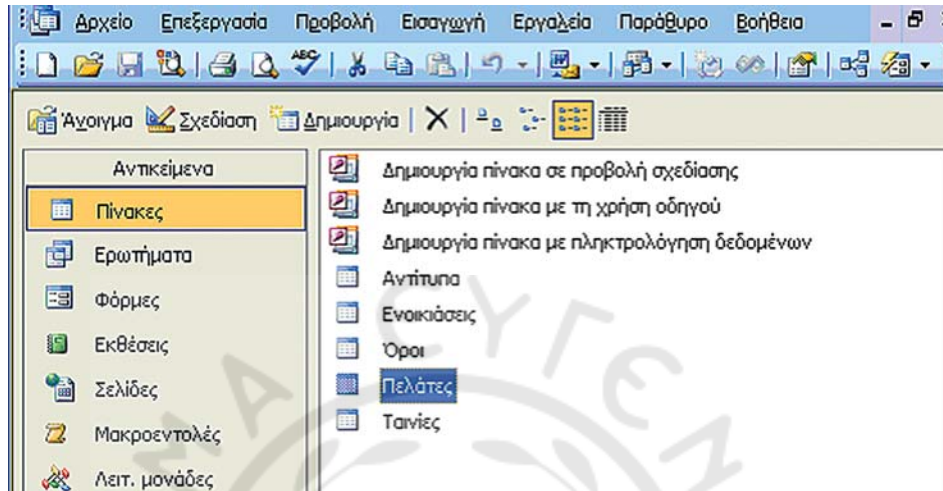 Αρχείο Επεξεργασία Προβολή Εισαγωγή Εργαλεία Παράθυρο Βοήθεια
ABC
Άνοιγμα Σχεδίαση Δημιουργία
Αντικείμενα
Πίνακες
Ερωτήματα
Φόρμες
Εκθέσεις
Σελίδες
Μακροεντολές
Λειτ. μονάδες
Δημιουργία πίνακα σε προβολή σχεδίασης
Δημιουργία πίνακα με τη χρήση οδηγού
Δημιουργία πίνακα με πληκτρολόγηση δεδομένων
Αντίτυπα
Ενοικιάσεις
Όροι
Πελάτες
Ταινίες